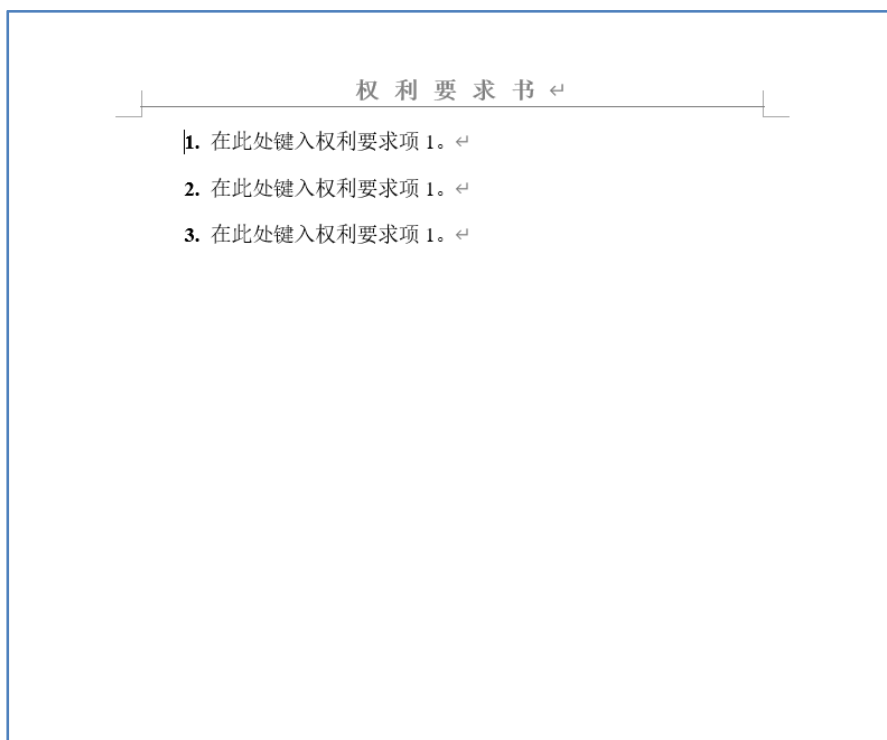 权 利 要 求 书
1. 在此处键入权利要求项 1。
2. 在此处键入权利要求项 1。
3. 在此处键入权利要求项 1。